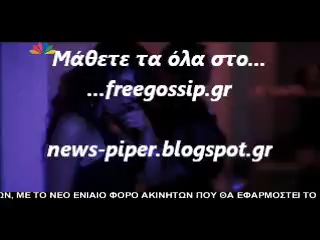 Μάθετε τα όλα στο...
...freegossip.gr
news-piper.blogspot.gr
ΩΝ, ΜΕ ΤΟ ΝΕΟ ΕΝΙΑΙΟ ΦΟΡΟ ΑΚΙΝΗΤΩΝ ΠΟΥ ΘΑ ΕΦΑΡΜΟΣΤΕΙ ΤΟ